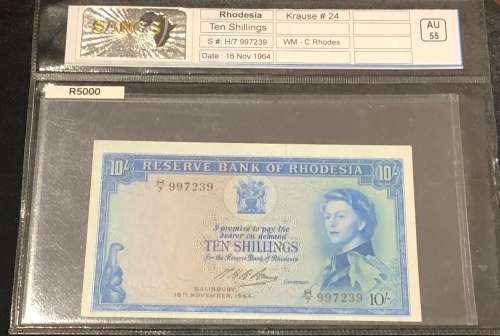 SANGS
Rhodesia
Krause # 24
AU
55
Ten Shillings
S #: H/7 997239
WM - C Rhodes
Date : 16 Nov 1964
R5000
10/- RESERVE BANK OF RHODESIA 10/-
H/7 997239
I promise to pay the
bearer on demand
TEN SHILLINGS
for the Reserve Bank of Rhodesia
Governor.
SALISBURY,
16TH NOVEMBER, 1964.
H/7 997239 10/-